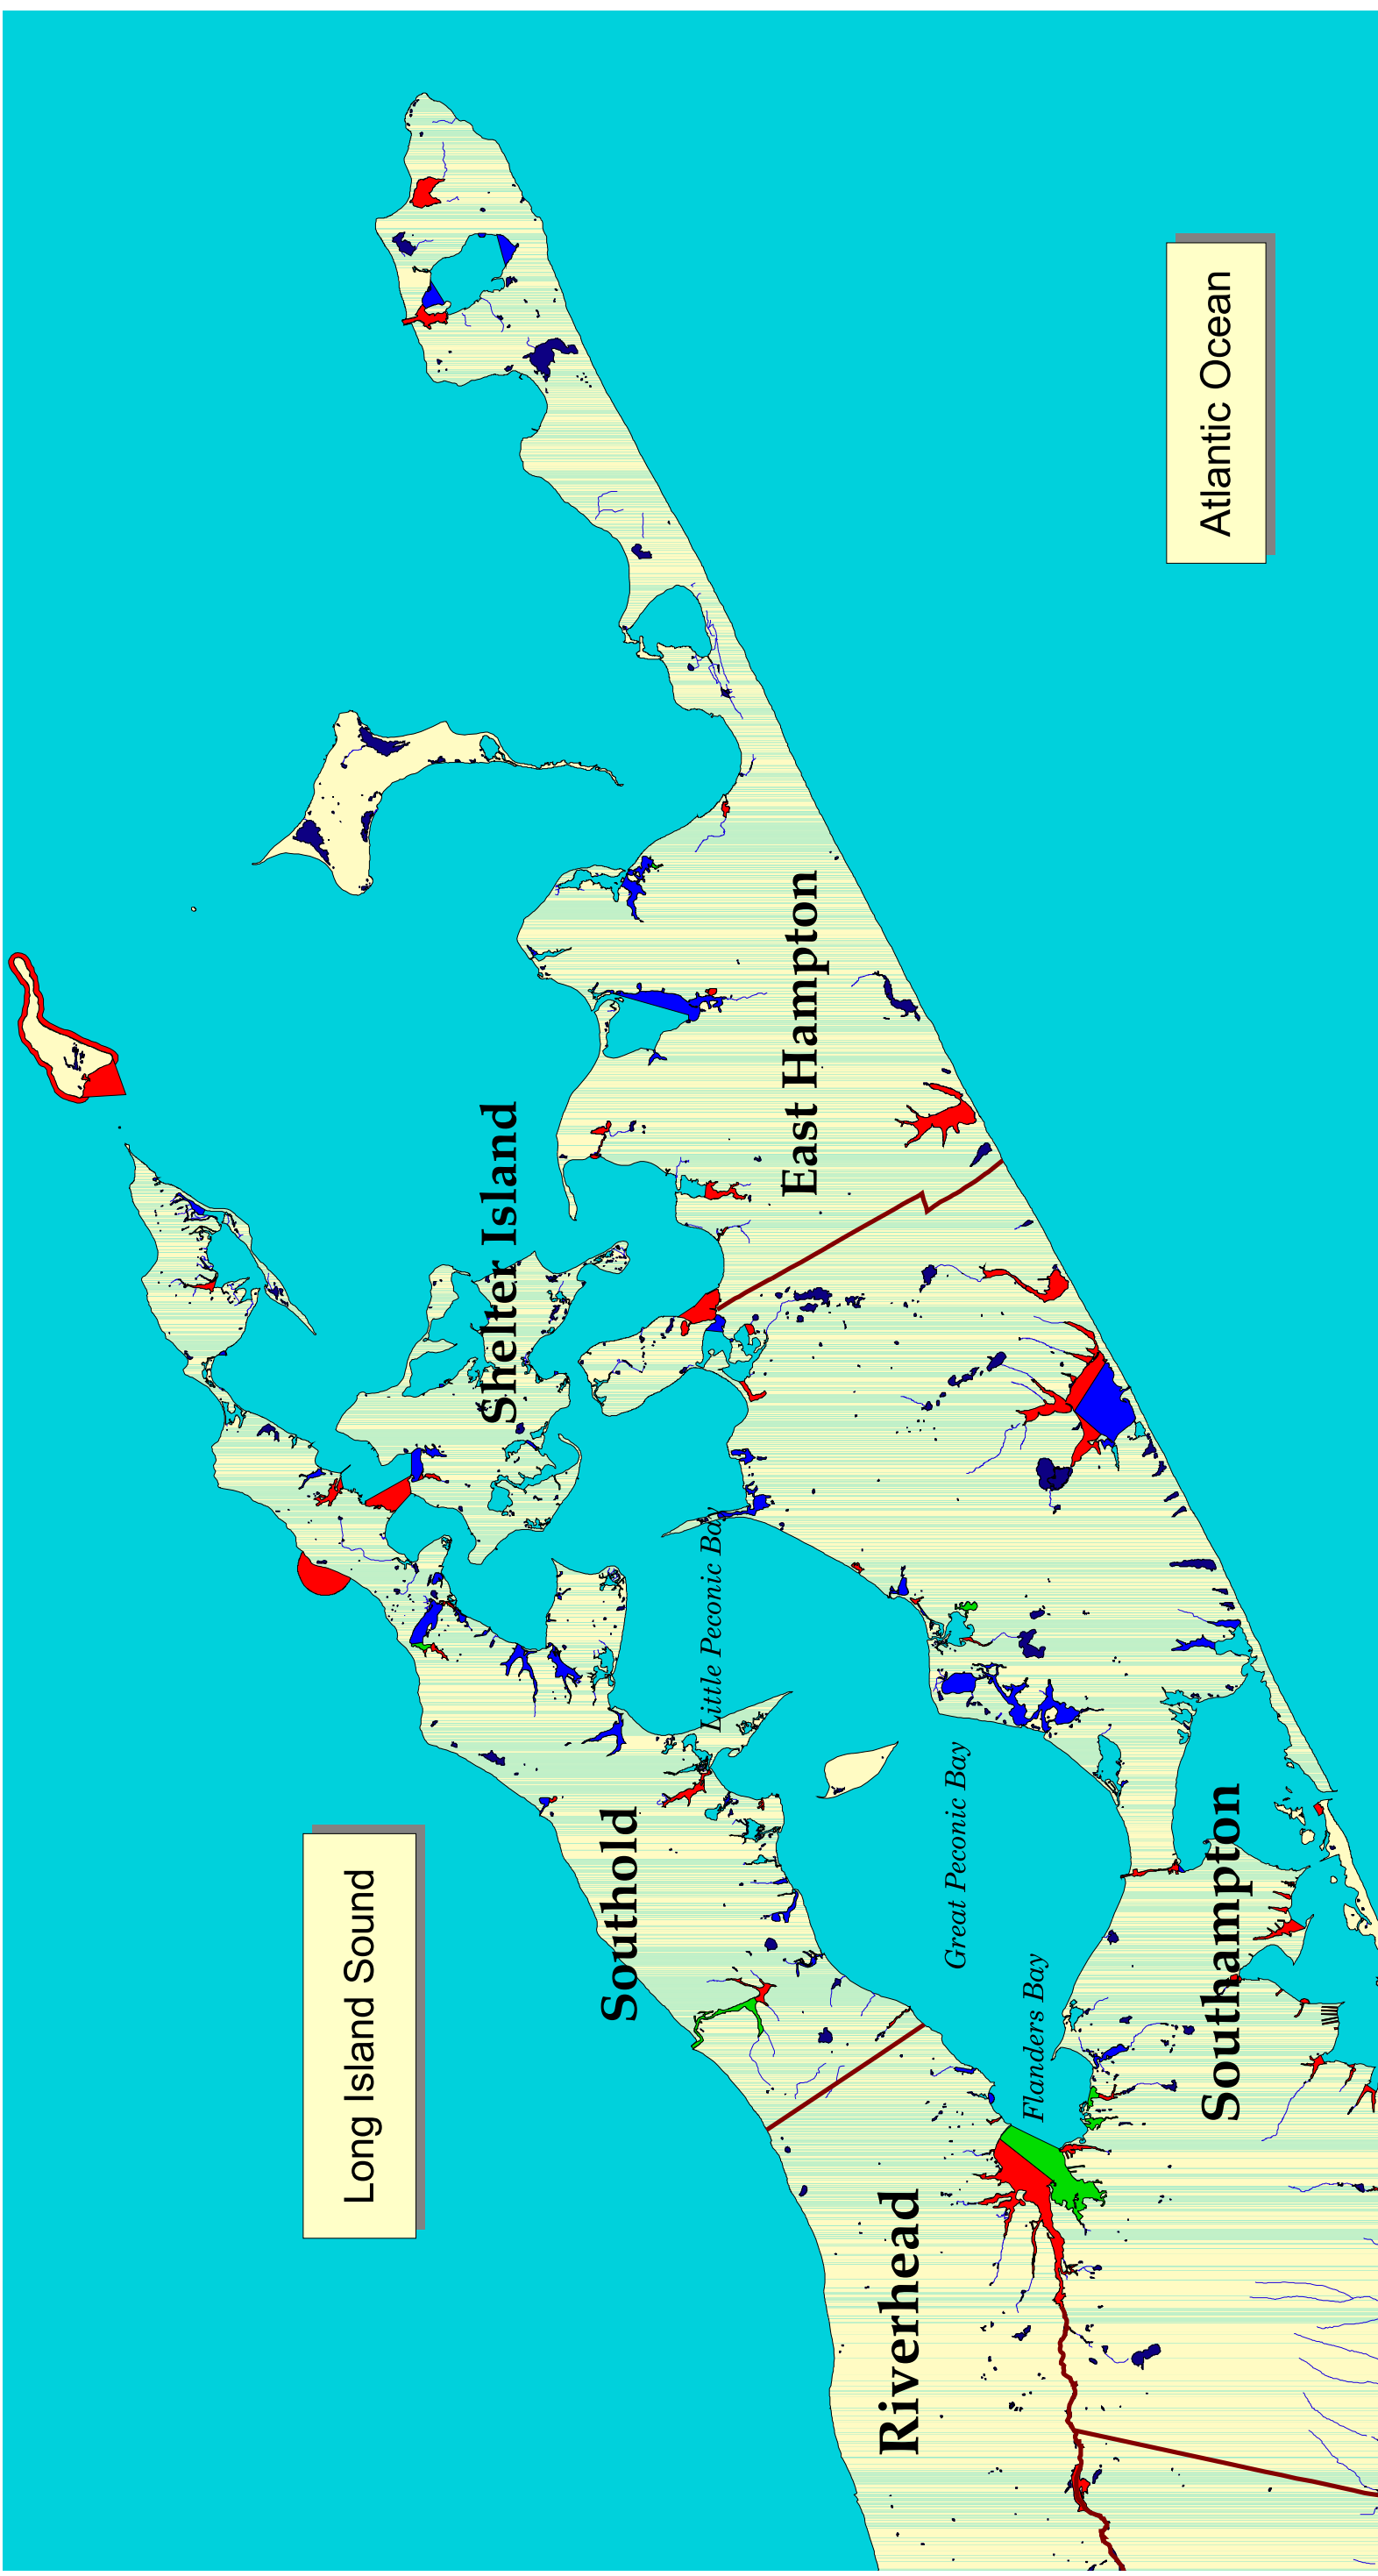 Long Island Sound
Atlantic Ocean
Shelter Island
East Hampton
Southold
Little Peconic Bay
Great Peconic Bay
Flanders Bay
Riverhead
Southampton